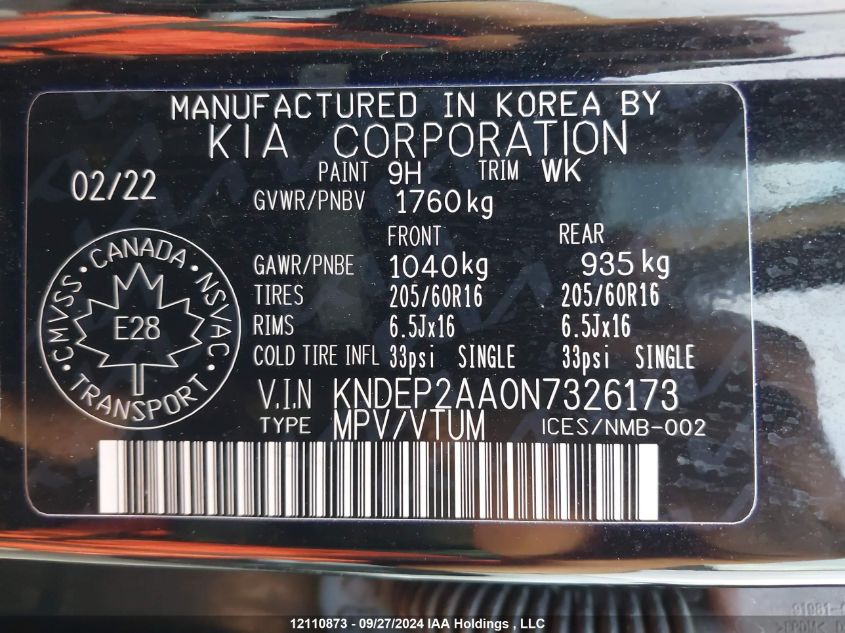 MANUFACTURED IN KOREA BY
KIA CORPORATION
PAINT 9H TRIM WK
02/22
GVWR/PNBV 1760kg
FRONT REAR
GAWR/PNBE 1040kg 935kg
TIRES 205/60R16 205/60R16
RIMS 6.5Jx16 6.5Jx16
COLD TIRE INFL 33psi SINGLE 33psi SINGLE
CMVSS • CANADA • NSVAC • TRANSPORT •
E28
V.I.N KNDEP2AA0N7326173
TYPE MPV/VTUM ICES/NMB-002
12110873 - 09/27/2024 IAA Holdings , LLC